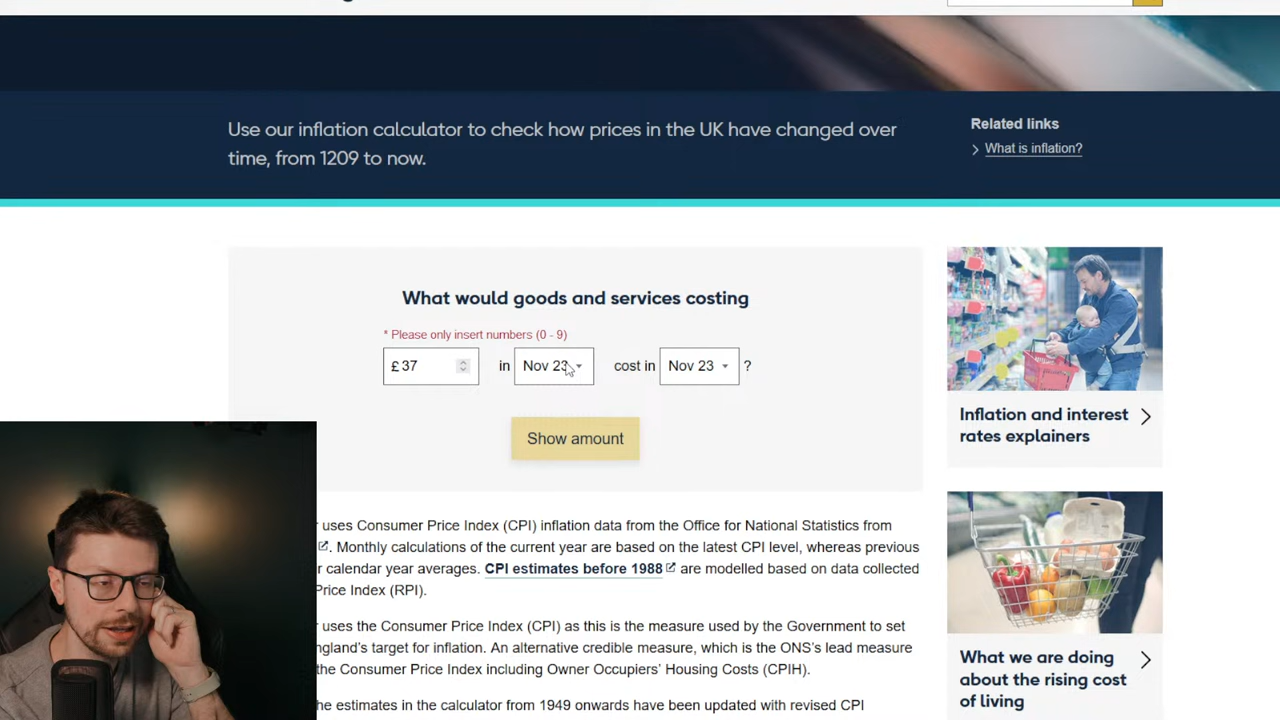 Use our inflation calculator to check how prices in the UK have changed over
time, from 1209 to now.
Related links
What is inflation?
What would goods and services costing
* Please only insert numbers (0 - 9)
£ 37 in Nov 23 cost in Nov 23 ?
Show amount
Inflation and interest
rates explainers
uses Consumer Price Index (CPI) inflation data from the Office for National Statistics from
. Monthly calculations of the current year are based on the latest CPI level, whereas previous
r calendar year averages. CPI estimates before 1988 are modelled based on data collected
Price Index (RPI).
uses the Consumer Price Index (CPI) as this is the measure used by the Government to set
ngland's target for inflation. An alternative credible measure, which is the ONS's lead measure
the Consumer Price Index including Owner Occupiers' Housing Costs (CPIH).
he estimates in the calculator from 1949 onwards have been updated with revised CPI
What we are doing
about the rising cost
of living